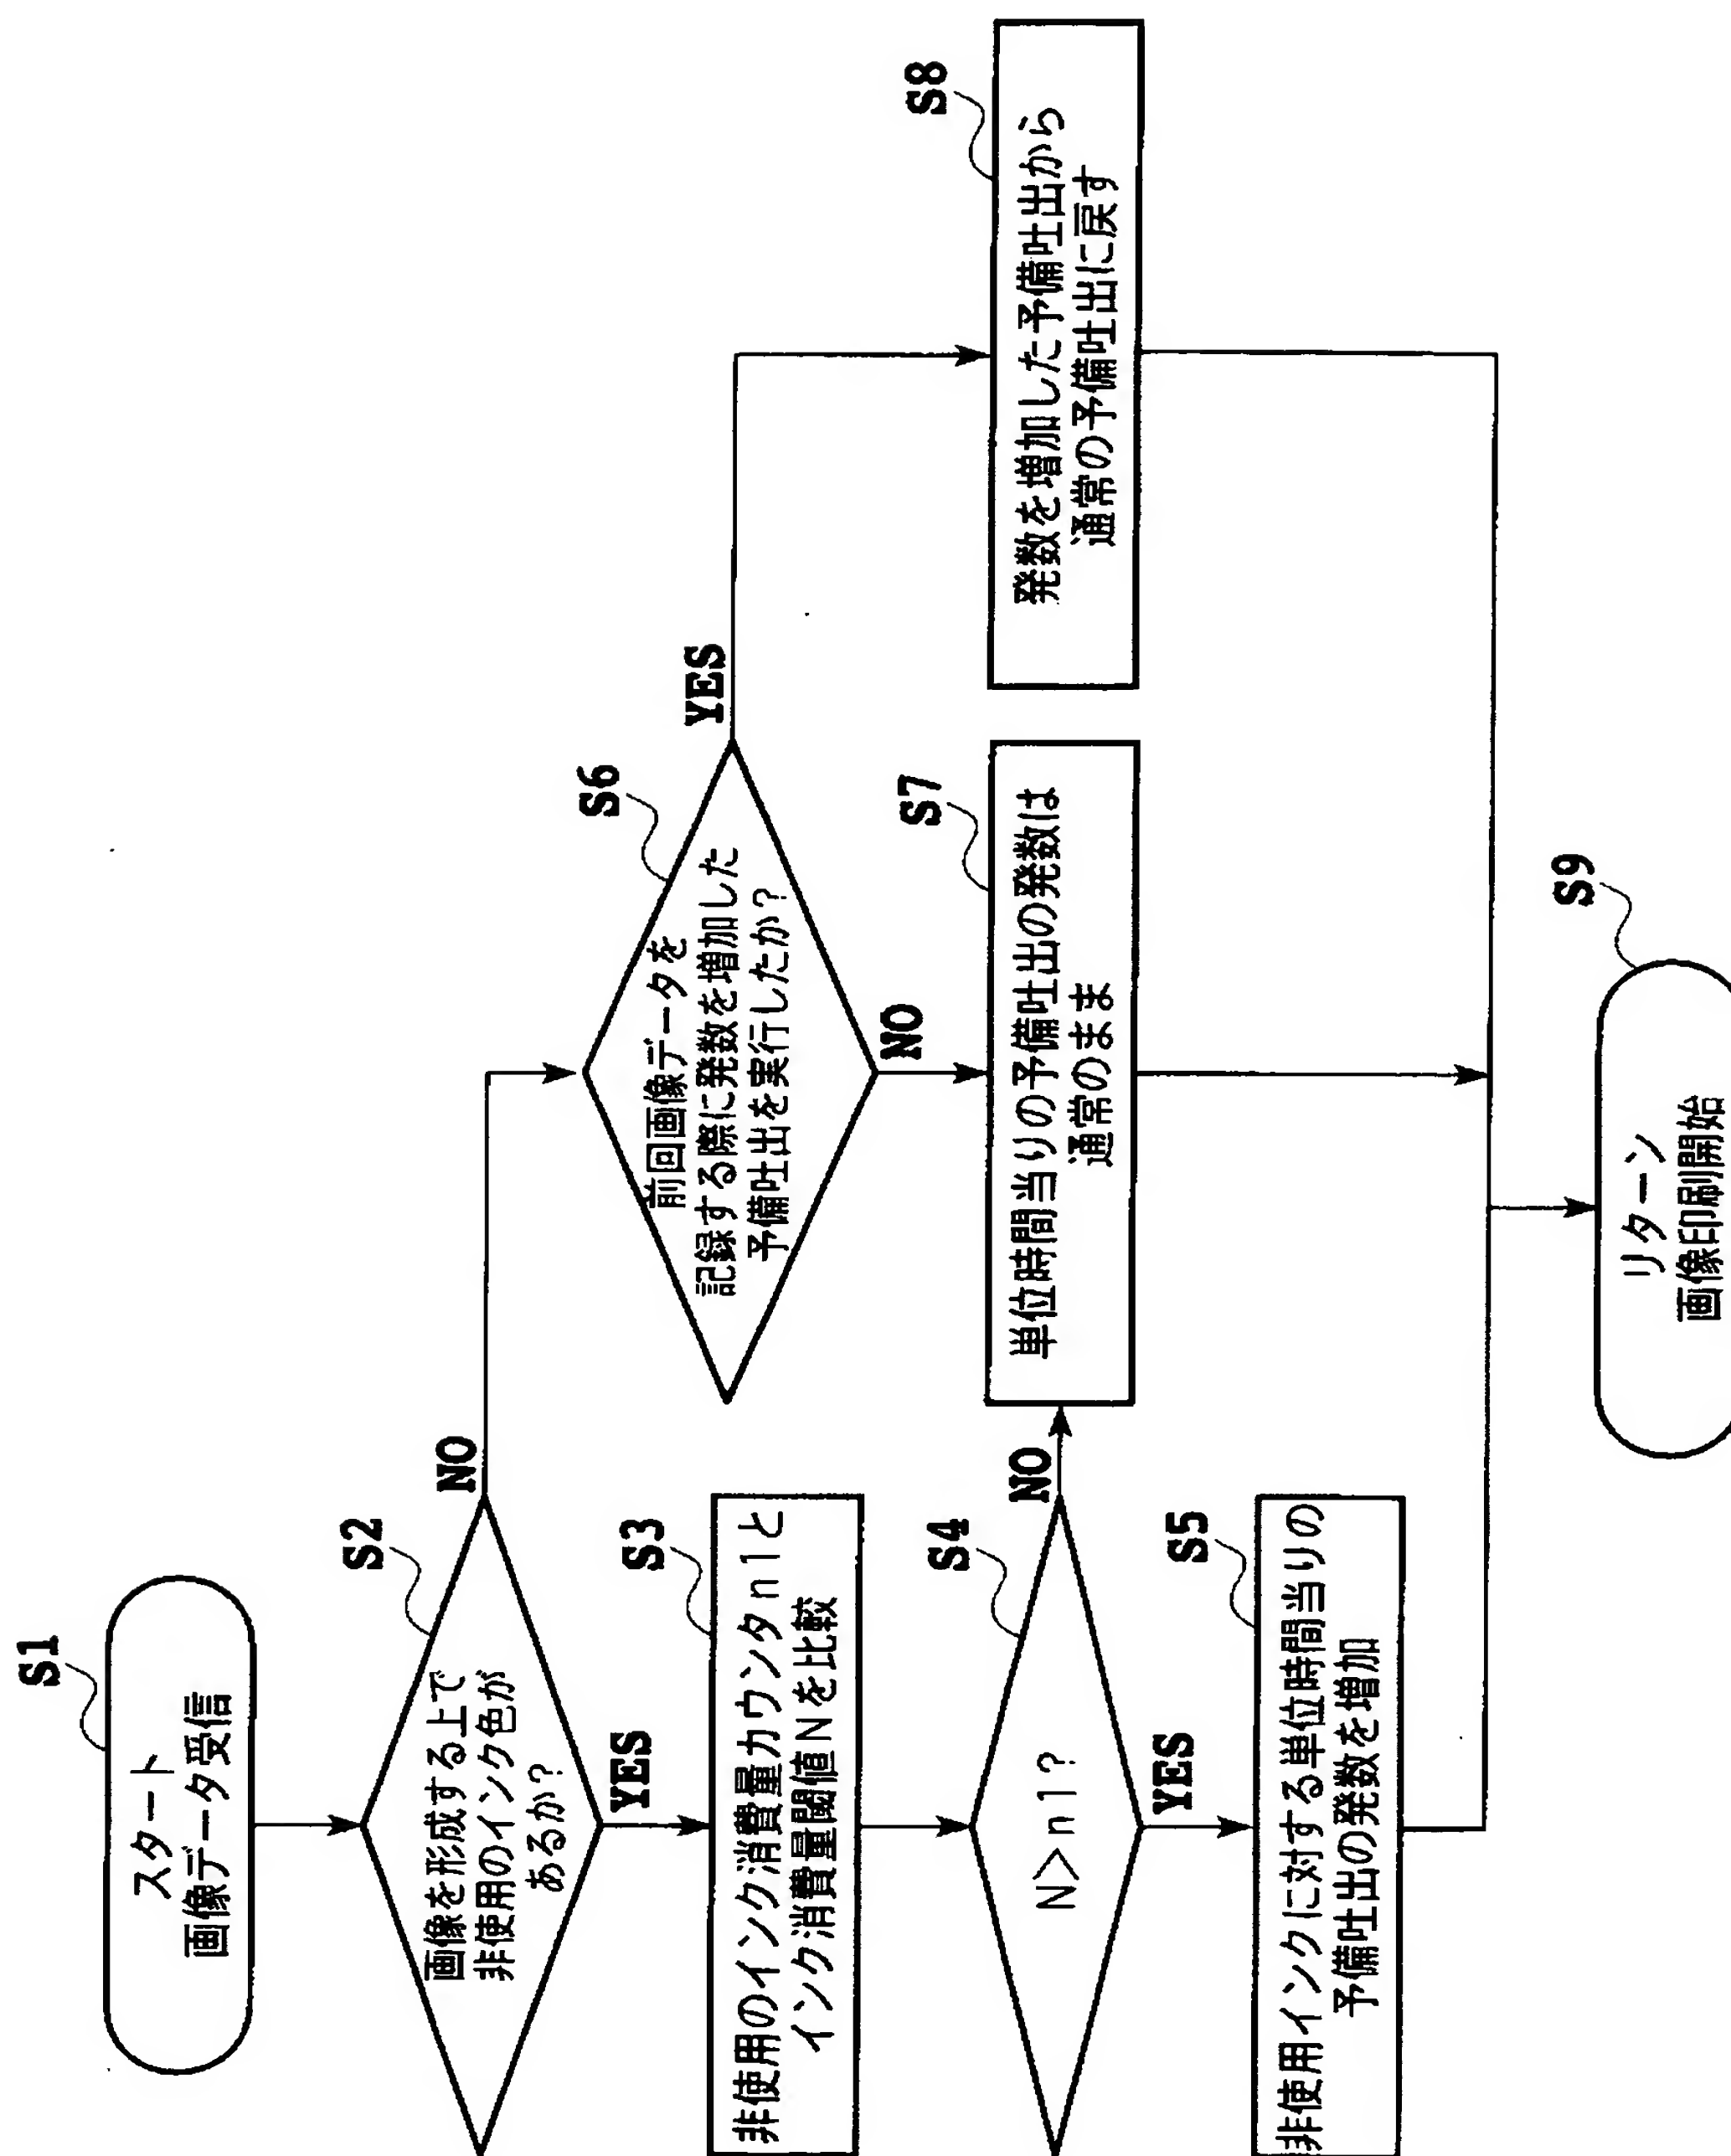 S1
スタート
画像データ受信
S2
画像を形成する上で
非使用のインク色が
あるか?
NO
YES
S3
非使用のインク消費量カウンタn1と
インク消費量閾値Nを比較
S4
N>n1?
NO
YES
S5
非使用インクに対する単位時間当りの
予備吐出の発数を増加
S6
前回画像データを
記録する際に発数を増加した
予備吐出を実行したか?
YES
NO
S7
単位時間当りの予備吐出の発数は
通常のまま
S8
発数を増加した予備吐出から
通常の予備吐出に戻す
S9
リターン
画像印刷開始